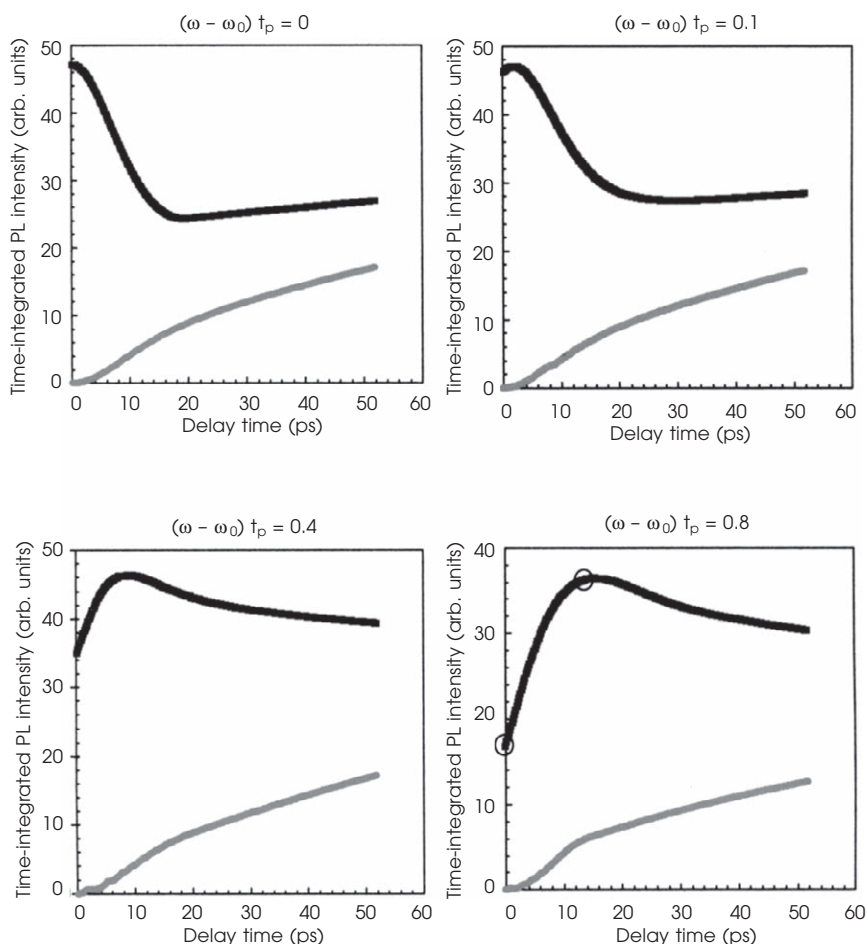 (ω – ω₀) tₚ = 0
Time-integrated PL intensity (arb. units)
50
40
30
20
10
0
0 10 20 30 40 50 60
Delay time (ps)
(ω – ω₀) tₚ = 0.1
Time-integrated PL intensity (arb. units)
50
40
30
20
10
0
0 10 20 30 40 50 60
Delay time (ps)
(ω – ω₀) tₚ = 0.4
Time-integrated PL intensity (arb. units)
50
40
30
20
10
0
0 10 20 30 40 50 60
Delay time (ps)
(ω – ω₀) tₚ = 0.8
Time-integrated PL intensity (arb. units)
40
30
20
10
0
0 10 20 30 40 50 60
Delay time (ps)